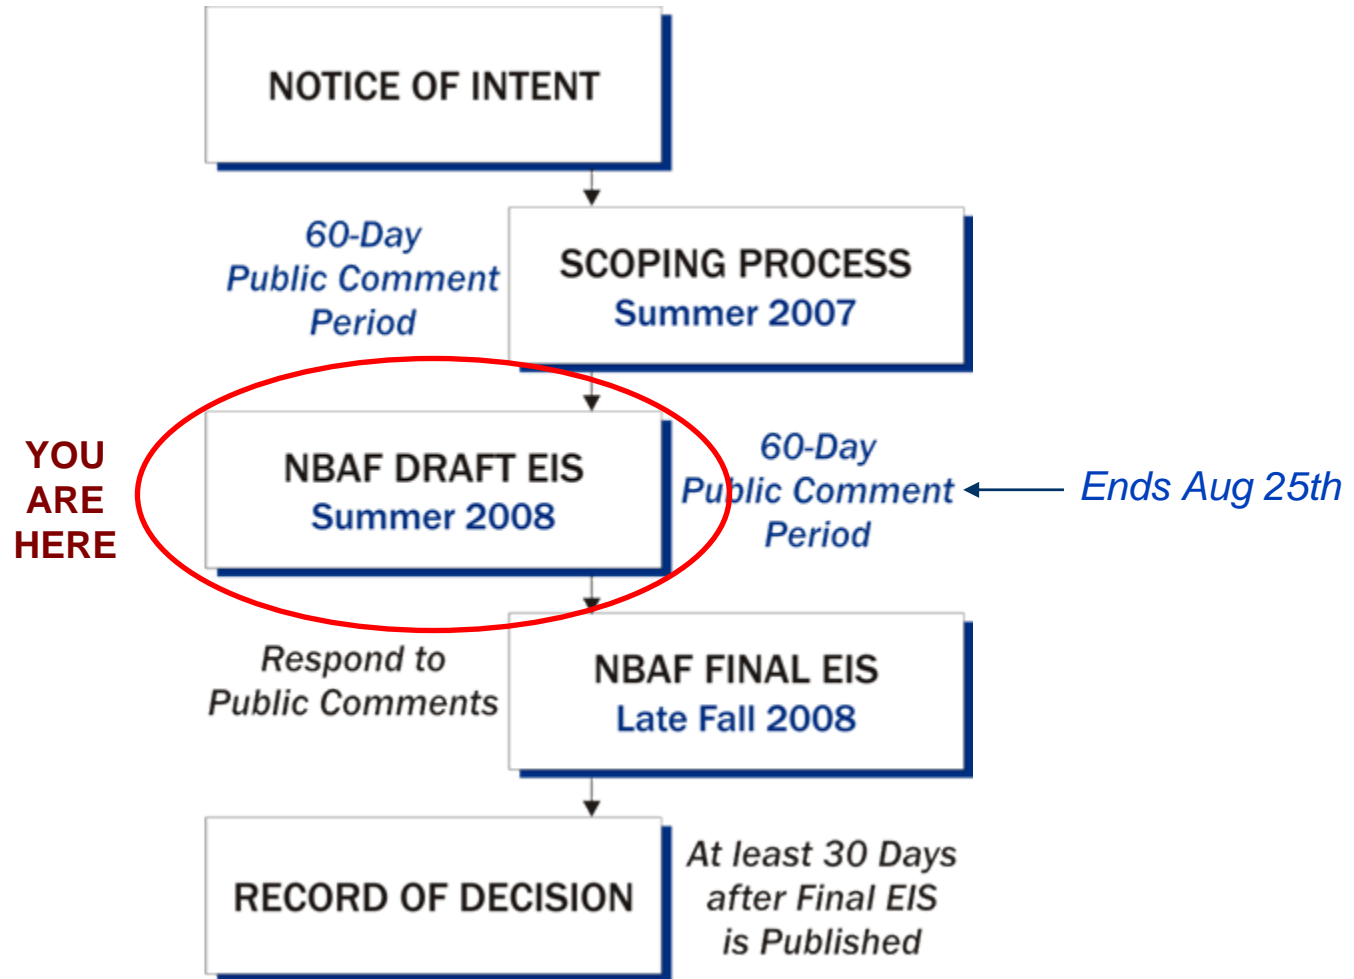 NOTICE OF INTENT
60-Day
Public Comment
Period
SCOPING PROCESS
Summer 2007
YOU
ARE
HERE
NBAF DRAFT EIS
Summer 2008
60-Day
Public Comment
Period
Ends Aug 25th
Respond to
Public Comments
NBAF FINAL EIS
Late Fall 2008
RECORD OF DECISION
At least 30 Days
after Final EIS
is Published